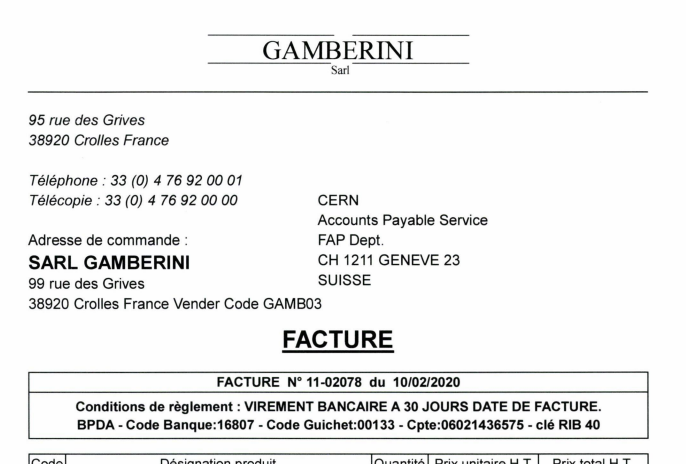 GAMBERINI
Sarl
95 rue des Grives
38920 Crolles France
Téléphone : 33 (0) 4 76 92 00 01
Télécopie : 33 (0) 4 76 92 00 00
CERN
Accounts Payable Service
FAP Dept.
CH 1211 GENEVE 23
SUISSE
Adresse de commande :
SARL GAMBERINI
99 rue des Grives
38920 Crolles France Vender Code GAMB03
FACTURE
FACTURE N° 11-02078 du 10/02/2020
Conditions de règlement : VIREMENT BANCAIRE A 30 JOURS DATE DE FACTURE.
BPDA - Code Banque:16807 - Code Guichet:00133 - Cpte:06021436575 - clé RIB 40
Code Désignation produit Quantité Prix unitaire H.T. Prix total H.T.